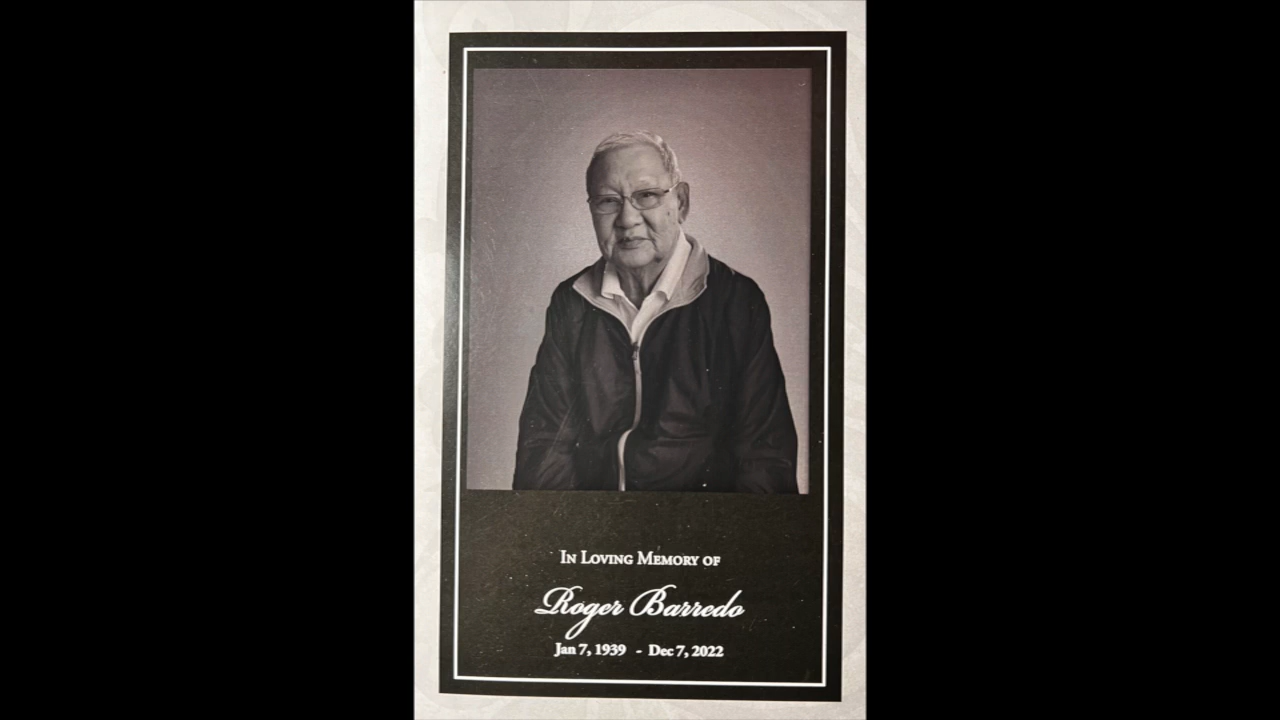 In Loving Memory of
Roger Barredo
Jan 7, 1939 - Dec 7, 2022